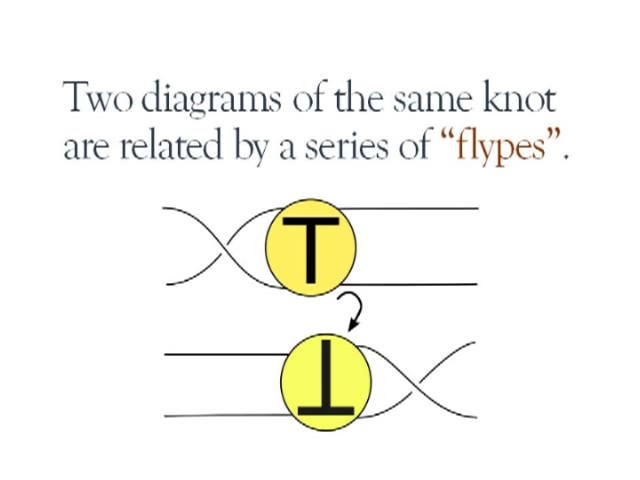 Two diagrams of the same knot
are related by a series of “flypes”.
T
⊥